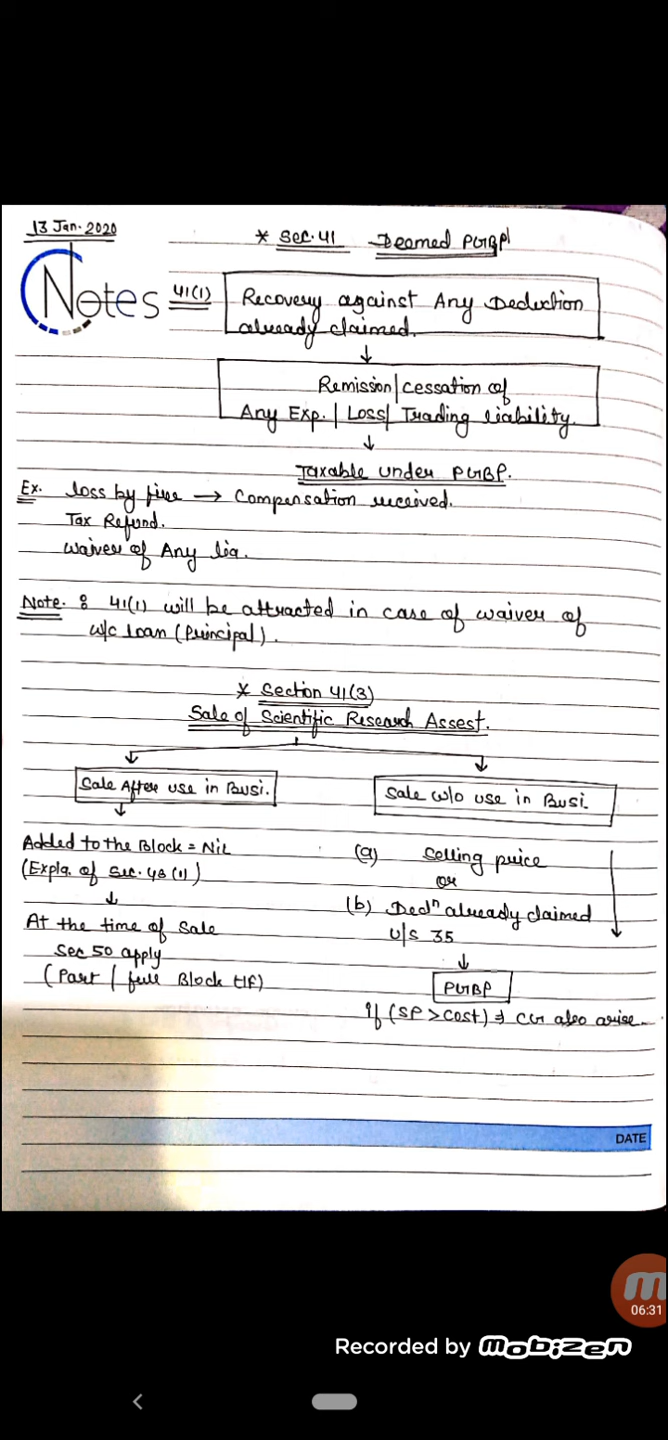 13 Jan. 2020
* Sec. 41 Deemed PGBP
Notes
41(1)
Recovery against Any Deduction
already claimed.
↓
Remission/cessation of
Any Exp. | Loss/ Trading liability.
↓
Taxable under PGBP.
Ex. Loss by fire → Compensation received.
Tax Refund.
Waiver of Any lia.
Note: 41(1) will be attracted in case of waiver of
w/c loan (Principal).
* Section 41(3)
Sale of Scientific Research Assest.
Sale After use in Busi.
Sale w/o use in Busi.
Added to the Block = Nil
(Expla. of Sec. 43(1))
↓
At the time of Sale
Sec 50 apply
(Part / full Block tlf)
(a) Selling price
or
(b) Dedn already claimed
u/s 35
↓
PGBP
If (SP > Cost) ⇒ CG also arise.
DATE
06:31
Recorded by mobizen